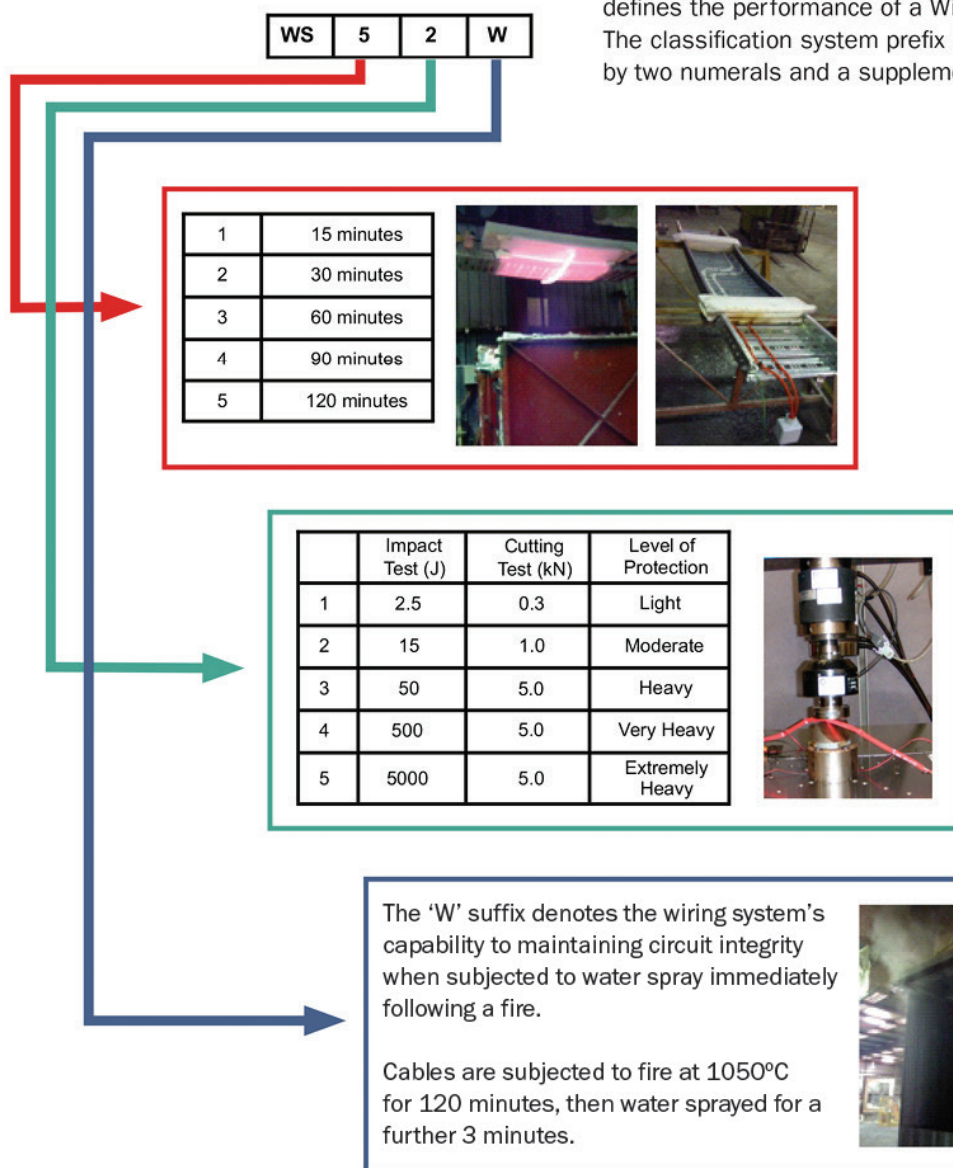 defines the performance of a Wi
The classification system prefix
by two numerals and a suppleme
WS 5 2 W
1 15 minutes
2 30 minutes
3 60 minutes
4 90 minutes
5 120 minutes
Impact Test (J) Cutting Test (kN) Level of Protection
1 2.5 0.3 Light
2 15 1.0 Moderate
3 50 5.0 Heavy
4 500 5.0 Very Heavy
5 5000 5.0 Extremely Heavy
The ‘W’ suffix denotes the wiring system’s
capability to maintaining circuit integrity
when subjected to water spray immediately
following a fire.
Cables are subjected to fire at 1050ºC
for 120 minutes, then water sprayed for a
further 3 minutes.